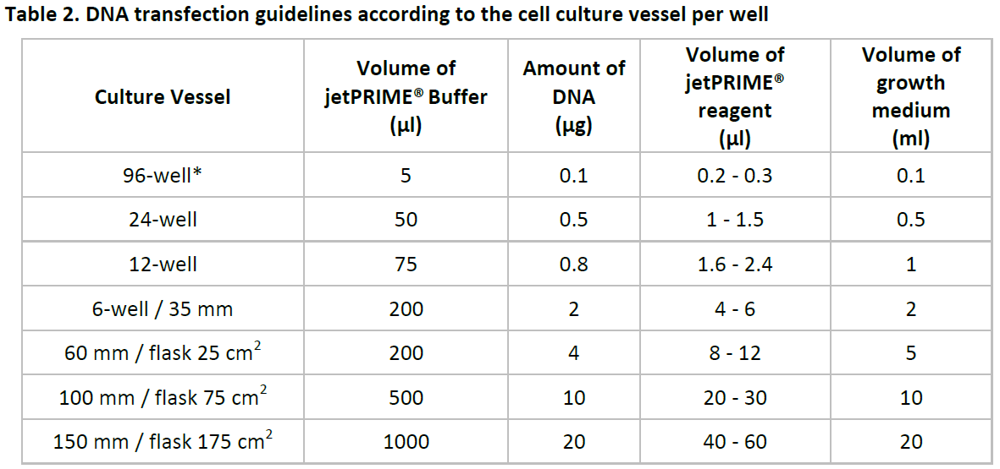 Table 2. DNA transfection guidelines according to the cell culture vessel per well
Culture Vessel
Volume of
jetPRIME® Buffer
(µl)
Amount of
DNA
(µg)
Volume of
jetPRIME®
reagent
(µl)
Volume of
growth
medium
(ml)
96-well* 5 0.1 0.2 - 0.3 0.1
24-well 50 0.5 1 - 1.5 0.5
12-well 75 0.8 1.6 - 2.4 1
6-well / 35 mm 200 2 4 - 6 2
60 mm / flask 25 cm² 200 4 8 - 12 5
100 mm / flask 75 cm² 500 10 20 - 30 10
150 mm / flask 175 cm² 1000 20 40 - 60 20